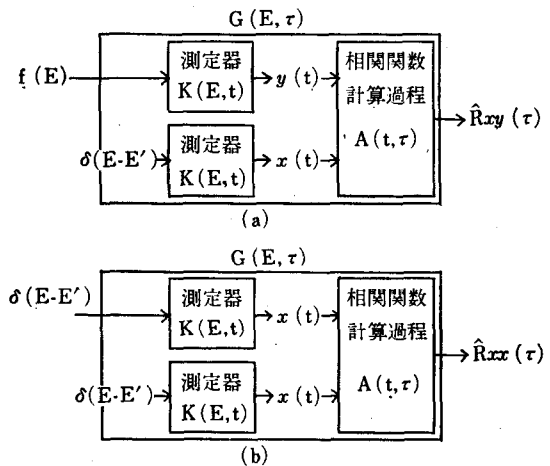 G(E, τ)
f(E)
測定器
K(E,t)
y(t)
相関関数
計算過程
A(t,τ)
R̂xy(τ)
δ(E-E′)
測定器
K(E,t)
x(t)
(a)
G(E, τ)
δ(E-E′)
測定器
K(E,t)
x(t)
相関関数
計算過程
A(t,τ)
R̂xx(τ)
δ(E-E′)
測定器
K(E,t)
x(t)
(b)